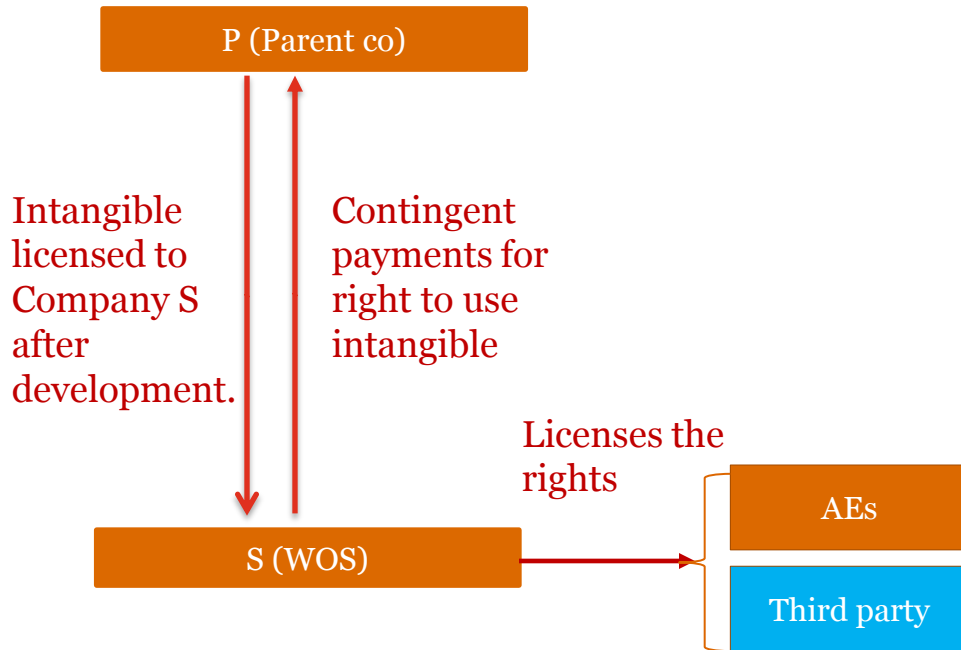 P (Parent co)
Intangible
licensed to
Company S
after
development.
Contingent
payments for
right to use
intangible
Licenses the
rights
AEs
S (WOS)
Third party